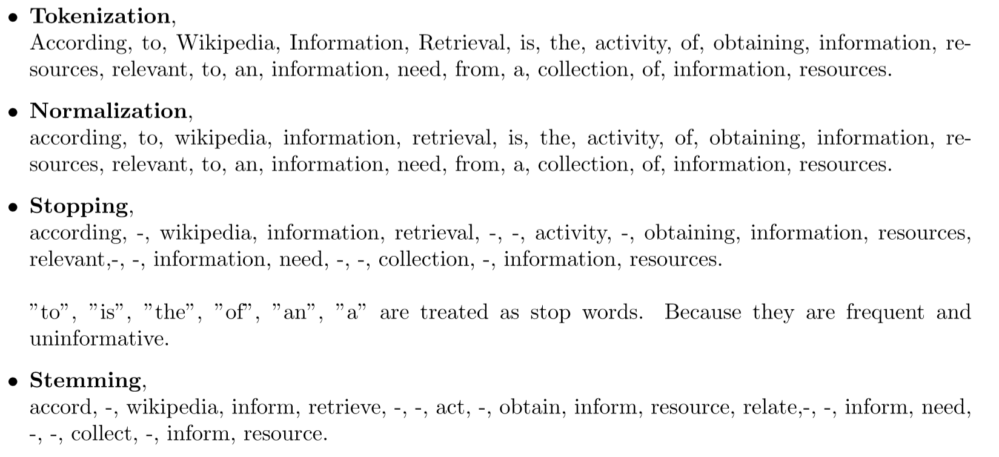 • Tokenization,
According, to, Wikipedia, Information, Retrieval, is, the, activity, of, obtaining, information, re-
sources, relevant, to, an, information, need, from, a, collection, of, information, resources.
• Normalization,
according, to, wikipedia, information, retrieval, is, the, activity, of, obtaining, information, re-
sources, relevant, to, an, information, need, from, a, collection, of, information, resources.
• Stopping,
according, -, wikipedia, information, retrieval, -, -, activity, -, obtaining, information, resources,
relevant,-, -, information, need, -, -, collection, -, information, resources.
”to”, ”is”, ”the”, ”of”, ”an”, ”a” are treated as stop words. Because they are frequent and
uninformative.
• Stemming,
accord, -, wikipedia, inform, retrieve, -, -, act, -, obtain, inform, resource, relate,-, -, inform, need,
-, -, collect, -, inform, resource.